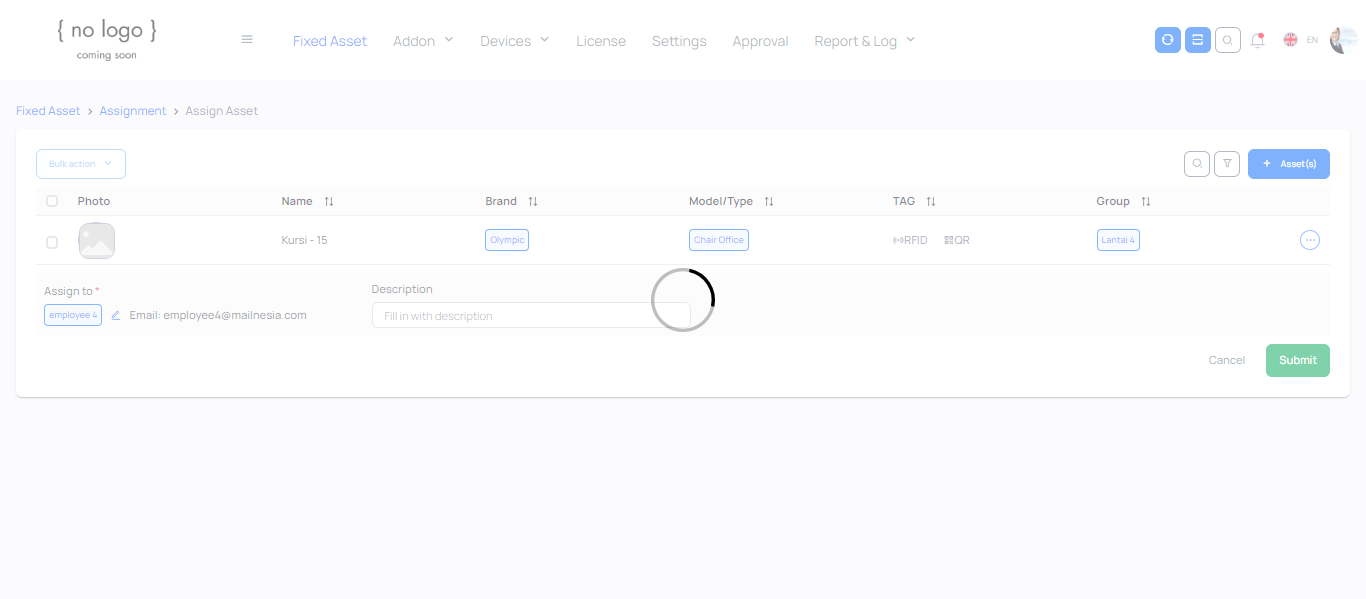 { no logo }
coming soon
Fixed Asset Addon Devices License Settings Approval Report & Log EN
Fixed Asset > Assignment > Assign Asset
Bulk action + Asset(s)
Photo Name Brand Model/Type TAG Group
Kursi - 15 Olympic Chair Office RFID QR Lantai 4
Assign to * Description
employee 4 Email: employee4@mailnesia.com Fill in with description
Cancel Submit